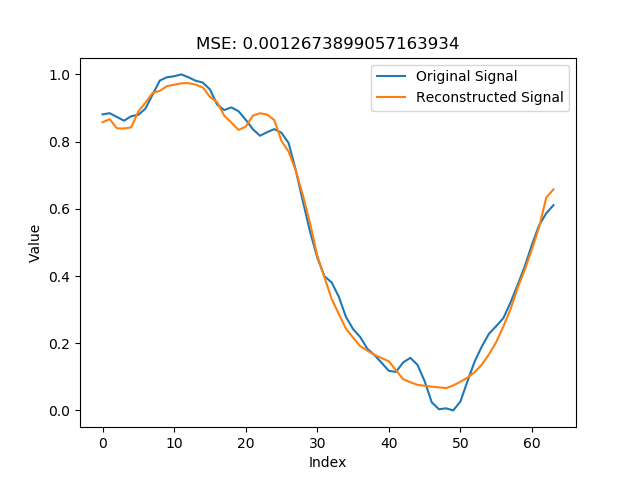 MSE: 0.0012673899057163934
Original Signal
Reconstructed Signal
1.0
0.8
0.6
0.4
0.2
0.0
Value
0 10 20 30 40 50 60
Index